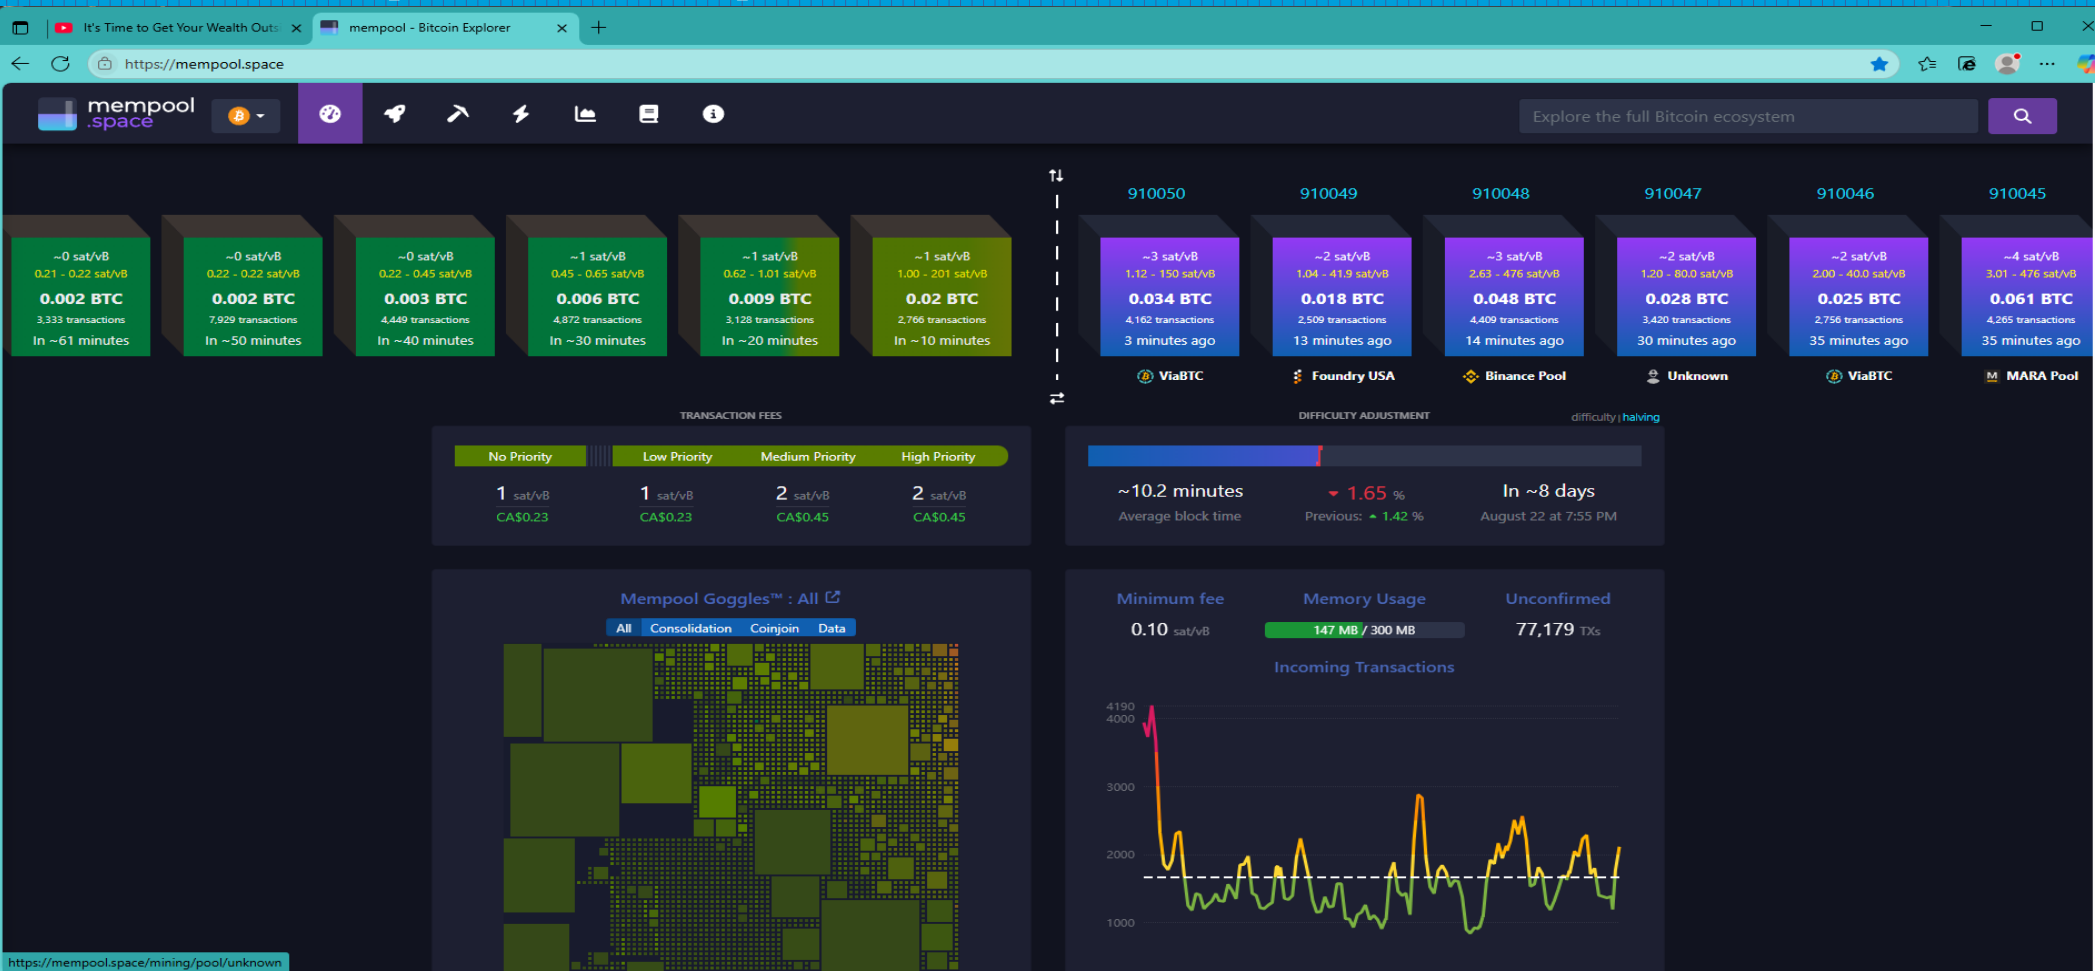 It's Time to Get Your Wealth Outs
mempool - Bitcoin Explorer
https://mempool.space
mempool
.space
Explore the full Bitcoin ecosystem
~0 sat/vB
0.21 - 0.22 sat/vB
0.002 BTC
3,333 transactions
In ~61 minutes
~0 sat/vB
0.22 - 0.22 sat/vB
0.002 BTC
7,929 transactions
In ~50 minutes
~0 sat/vB
0.22 - 0.45 sat/vB
0.003 BTC
4,449 transactions
In ~40 minutes
~1 sat/vB
0.45 - 0.65 sat/vB
0.006 BTC
4,872 transactions
In ~30 minutes
~1 sat/vB
0.62 - 1.01 sat/vB
0.009 BTC
3,128 transactions
In ~20 minutes
~1 sat/vB
1.00 - 201 sat/vB
0.02 BTC
2,766 transactions
In ~10 minutes
910050
~3 sat/vB
1.12 - 150 sat/vB
0.034 BTC
4,162 transactions
3 minutes ago
ViaBTC
910049
~2 sat/vB
1.04 - 41.9 sat/vB
0.018 BTC
2,509 transactions
13 minutes ago
Foundry USA
910048
~3 sat/vB
2.63 - 476 sat/vB
0.048 BTC
4,409 transactions
14 minutes ago
Binance Pool
910047
~2 sat/vB
1.20 - 80.0 sat/vB
0.028 BTC
3,420 transactions
30 minutes ago
Unknown
910046
~2 sat/vB
2.00 - 40.0 sat/vB
0.025 BTC
2,756 transactions
35 minutes ago
ViaBTC
910045
~4 sat/vB
3.01 - 476 sat/vB
0.061 BTC
4,265 transactions
35 minutes ago
MARA Pool
TRANSACTION FEES
No Priority
Low Priority
Medium Priority
High Priority
1 sat/vB
1 sat/vB
2 sat/vB
2 sat/vB
CA$0.23
CA$0.23
CA$0.45
CA$0.45
DIFFICULTY ADJUSTMENT
difficulty | halving
~10.2 minutes
1.65 %
In ~8 days
Average block time
Previous: 1.42 %
August 22 at 7:55 PM
Mempool Goggles™ : All
All
Consolidation
Coinjoin
Data
Minimum fee
Memory Usage
Unconfirmed
0.10 sat/vB
147 MB / 300 MB
77,179 TXs
Incoming Transactions
4190
4000
3000
2000
1000
https://mempool.space/mining/pool/unknown